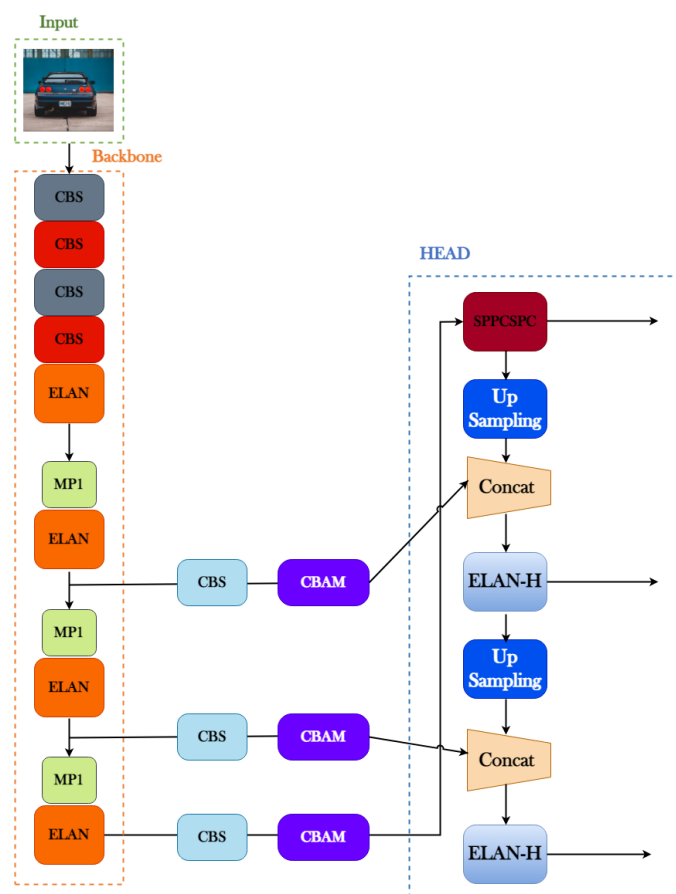 Input
Backbone
CBS
CBS
CBS
CBS
ELAN
MP1
ELAN
CBS
CBAM
MP1
ELAN
CBS
CBAM
MP1
ELAN
CBS
CBAM
HEAD
SPPCSPC
Up
Sampling
Concat
ELAN-H
Up
Sampling
Concat
ELAN-H